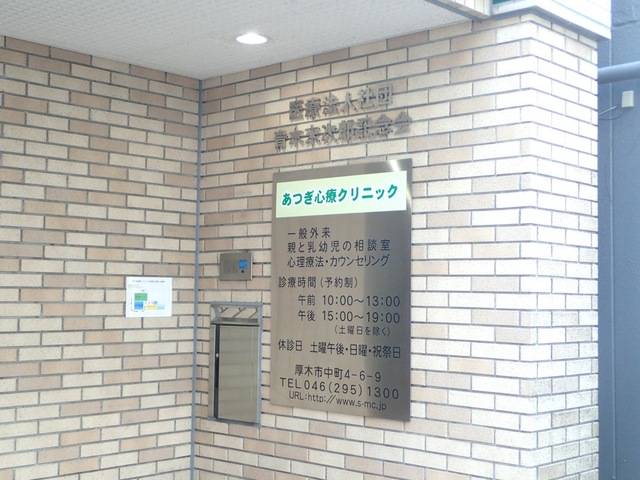 医療法人社団
青木末次郎記念会
あつぎ心療クリニック
一般外来
親と乳幼児の相談室
心理療法・カウンセリング
診療時間(予約制)
午前 10:00〜13:00
午後 15:00〜19:00
(土曜日を除く)
休診日 土曜午後・日曜・祝祭日
厚木市中町4-6-9
TEL046(295)1300
URL:http://www.s-mc.jp